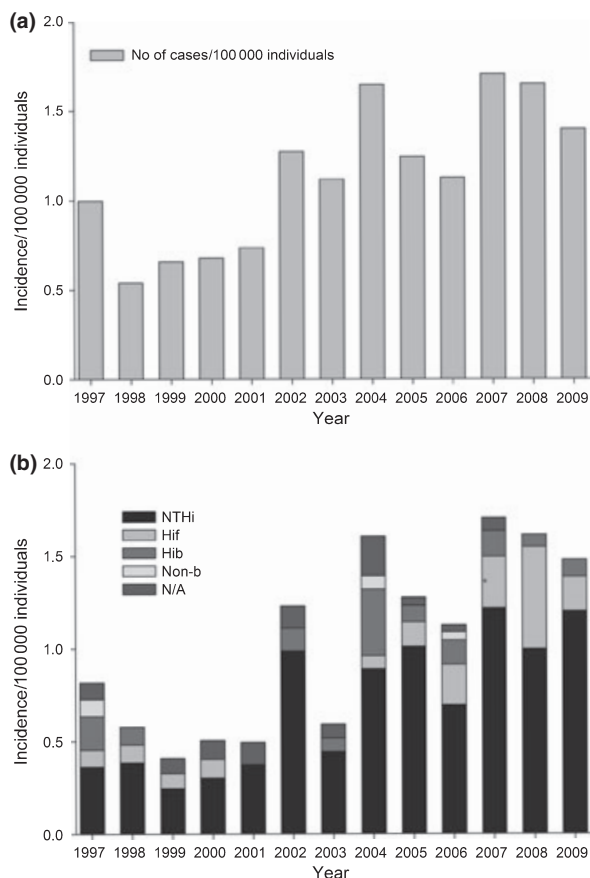 (a)
2.0
No of cases/100 000 individuals
1.5
1.0
0.5
0.0
Incidence/100 000 individuals
1997 1998 1999 2000 2001 2002 2003 2004 2005 2006 2007 2008 2009
Year
(b)
2.0
NTHi
Hif
Hib
Non-b
N/A
1.5
1.0
0.5
0.0
Incidence/100 000 individuals
1997 1998 1999 2000 2001 2002 2003 2004 2005 2006 2007 2008 2009
Year